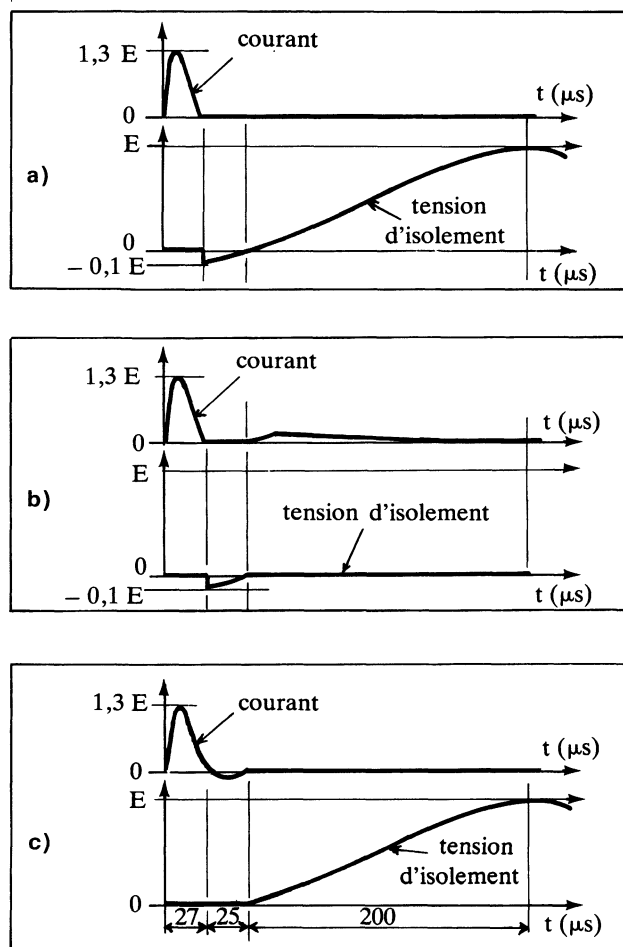 1,3 E
courant
0
t (μs)
E
a)
tension
d'isolement
0
– 0,1 E
t (μs)
1,3 E
courant
t (μs)
0
E
b)
tension d'isolement
0
– 0,1 E
t (μs)
1,3 E
courant
t (μs)
0
E
c)
tension
d'isolement
0
27 25 200
t (μs)